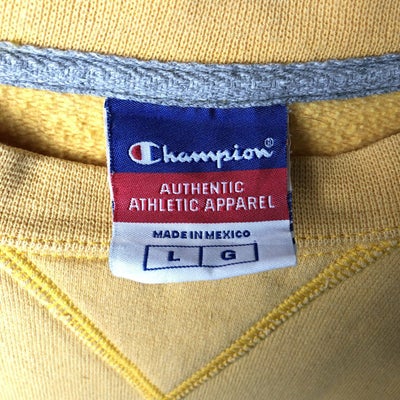 Champion®
AUTHENTIC
ATHLETIC APPAREL
MADE IN MEXICO
L G